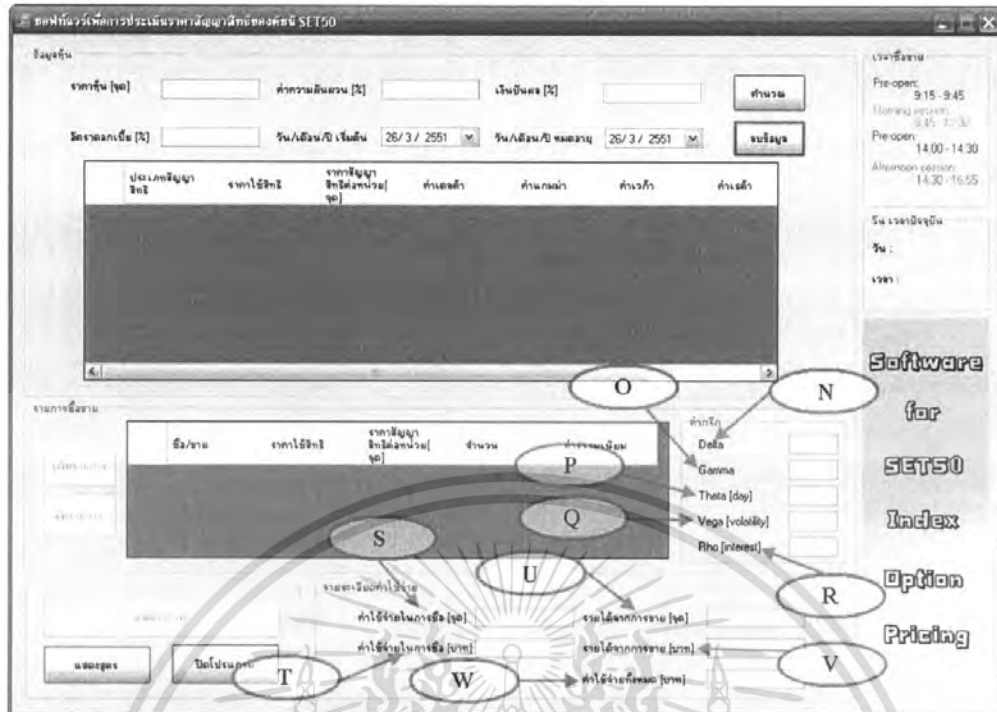 ซอฟท์แวร์เพื่อการประเมินราคาสัญญาสิทธิของดัชนี SET50
ข้อมูลหุ้น
ราคาหุ้น [จุด] ค่าความผันผวน [%] เงินปันผล [%] คำนวณ
อัตราดอกเบี้ย [%] วัน/เดือน/ปี เริ่มต้น 26/ 3 / 2551 วัน/เดือน/ปี หมดอายุ 26/ 3 / 2551 ลบข้อมูล
ประเภทสัญญาสิทธิ ราคาใช้สิทธิ ราคาสัญญาสิทธิต่อหน่วย[จุด] ค่าเดลต้า ค่าแกมม่า ค่าเวก้า ค่าเธต้า
เวลาซื้อขาย
Pre-open:
9:15 - 9:45
Morning session:
9:45 - 12:30
Pre-open:
14:00 - 14:30
Afternoon session:
14:30 - 16:55
วัน เวลาปัจจุบัน
วัน :
เวลา :
Software
for
SET50
Index
Option
Pricing
รายการซื้อขาย
ซื้อ/ขาย ราคาใช้สิทธิ ราคาสัญญาสิทธิต่อหน่วย[จุด] จำนวน ค่าธรรมเนียม
O
N
P
Q
S
U
R
T
W
V
ค่ากรีก
Delta
Gamma
Theta [day]
Vega [volatility]
Rho [interest]
รายละเอียดค่าใช้จ่าย
ค่าใช้จ่ายในการซื้อ [จุด] รายได้จากการขาย [จุด]
ค่าใช้จ่ายในการซื้อ [บาท] รายได้จากการขาย [บาท]
ค่าใช้จ่ายทั้งหมด [บาท]
แสดงสูตร ปิดโปรแกรม